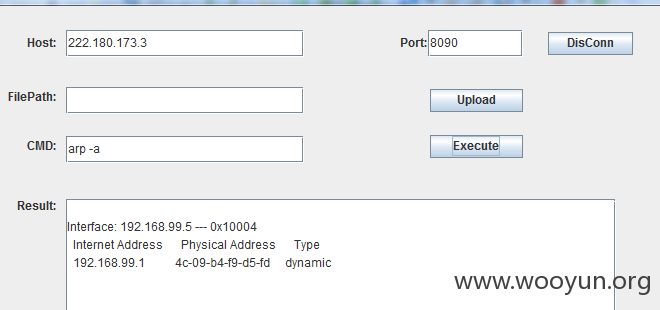 Host: 222.180.173.3 Port: 8090 DisConn
FilePath: Upload
CMD: arp -a Execute
Result:
Interface: 192.168.99.5 --- 0x10004
Internet Address Physical Address Type
192.168.99.1 4c-09-b4-f9-d5-fd dynamic
www.wooyun.org